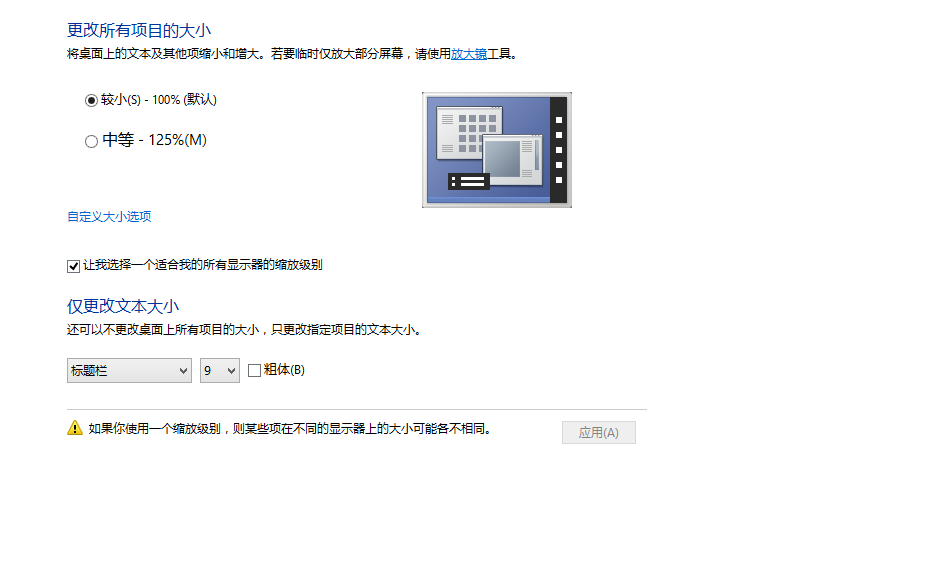 更改所有项目的大小
将桌面上的文本及其他项缩小和增大。若要临时仅放大部分屏幕，请使用放大镜工具。
较小(S) - 100% (默认)
中等 - 125%(M)
自定义大小选项
让我选择一个适合我的所有显示器的缩放级别
仅更改文本大小
还可以不更改桌面上所有项目的大小，只更改指定项目的文本大小。
标题栏 9 粗体(B)
如果你使用一个缩放级别，则某些项在不同的显示器上的大小可能各不相同。
应用(A)